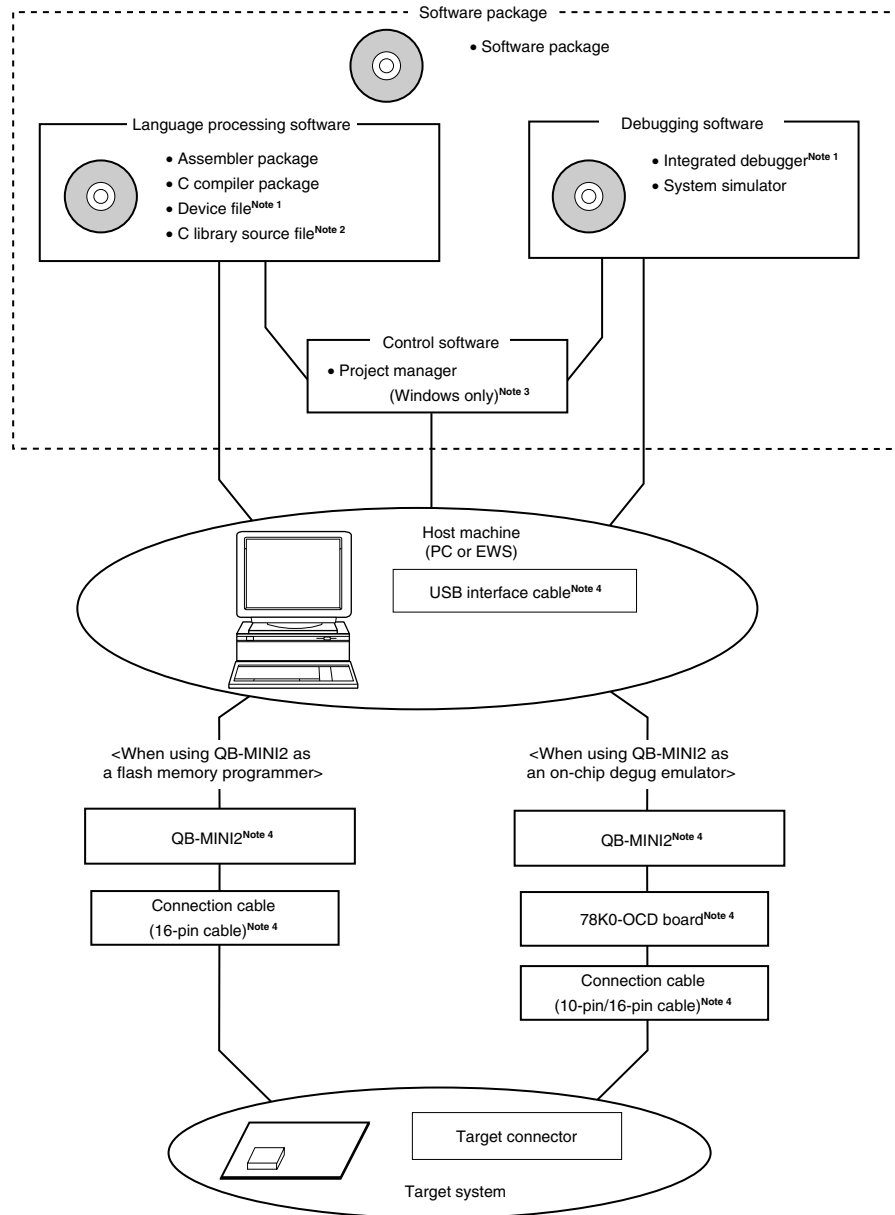 Software package
• Software package
Language processing software
• Assembler package
• C compiler package
• Device fileNote 1
• C library source fileNote 2
Debugging software
• Integrated debuggerNote 1
• System simulator
Control software
• Project manager
(Windows only)Note 3
Host machine
(PC or EWS)
USB interface cableNote 4
<When using QB-MINI2 as
a flash memory programmer>
QB-MINI2Note 4
Connection cable
(16-pin cable)Note 4
<When using QB-MINI2 as
an on-chip degug emulator>
QB-MINI2Note 4
78K0-OCD boardNote 4
Connection cable
(10-pin/16-pin cable)Note 4
Target connector
Target system